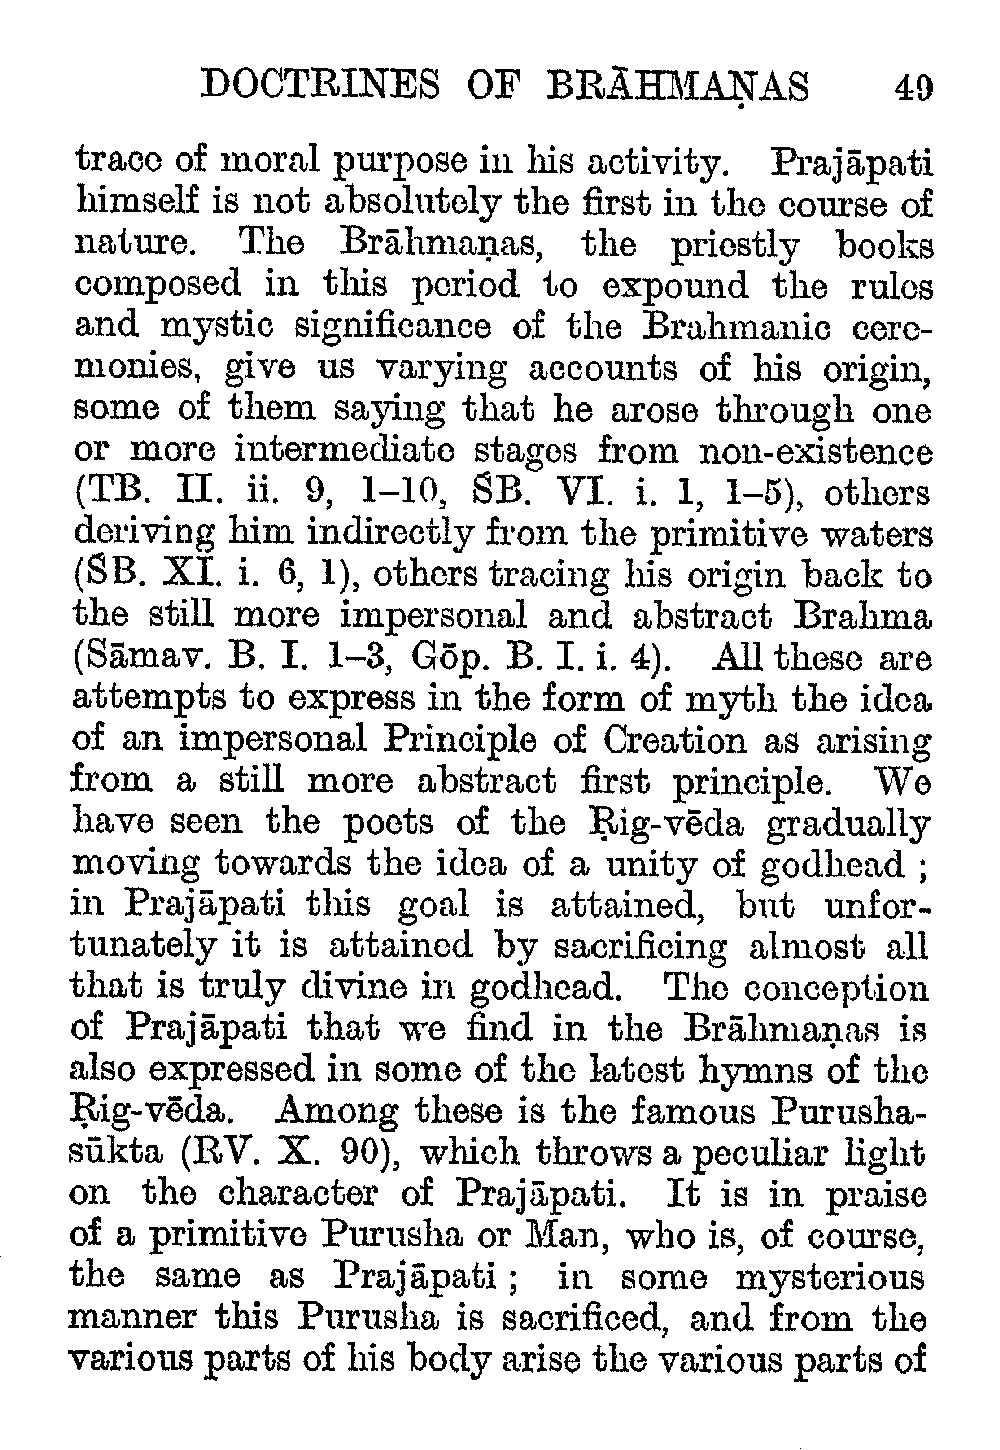 DOCTRINES OF BRĀHMAṆAS 49
trace of moral purpose in his activity. Prajāpati
himself is not absolutely the first in the course of
nature. The Brāhmaṇas, the priestly books
composed in this period to expound the rules
and mystic significance of the Brahmanic cere-
monies, give us varying accounts of his origin,
some of them saying that he arose through one
or more intermediate stages from non-existence
(TB. II. ii. 9, 1–10, ŚB. VI. i. 1, 1–5), others
deriving him indirectly from the primitive waters
(ŚB. XI. i. 6, 1), others tracing his origin back to
the still more impersonal and abstract Brahma
(Sāmav. B. I. 1–3, Gōp. B. I. i. 4). All these are
attempts to express in the form of myth the idea
of an impersonal Principle of Creation as arising
from a still more abstract first principle. We
have seen the poets of the Ṛig-vēda gradually
moving towards the idea of a unity of godhead ;
in Prajāpati this goal is attained, but unfor-
tunately it is attained by sacrificing almost all
that is truly divine in godhead. The conception
of Prajāpati that we find in the Brāhmaṇas is
also expressed in some of the latest hymns of the
Ṛig-vēda. Among these is the famous Purusha-
sūkta (RV. X. 90), which throws a peculiar light
on the character of Prajāpati. It is in praise
of a primitive Purusha or Man, who is, of course,
the same as Prajāpati ; in some mysterious
manner this Purusha is sacrificed, and from the
various parts of his body arise the various parts of